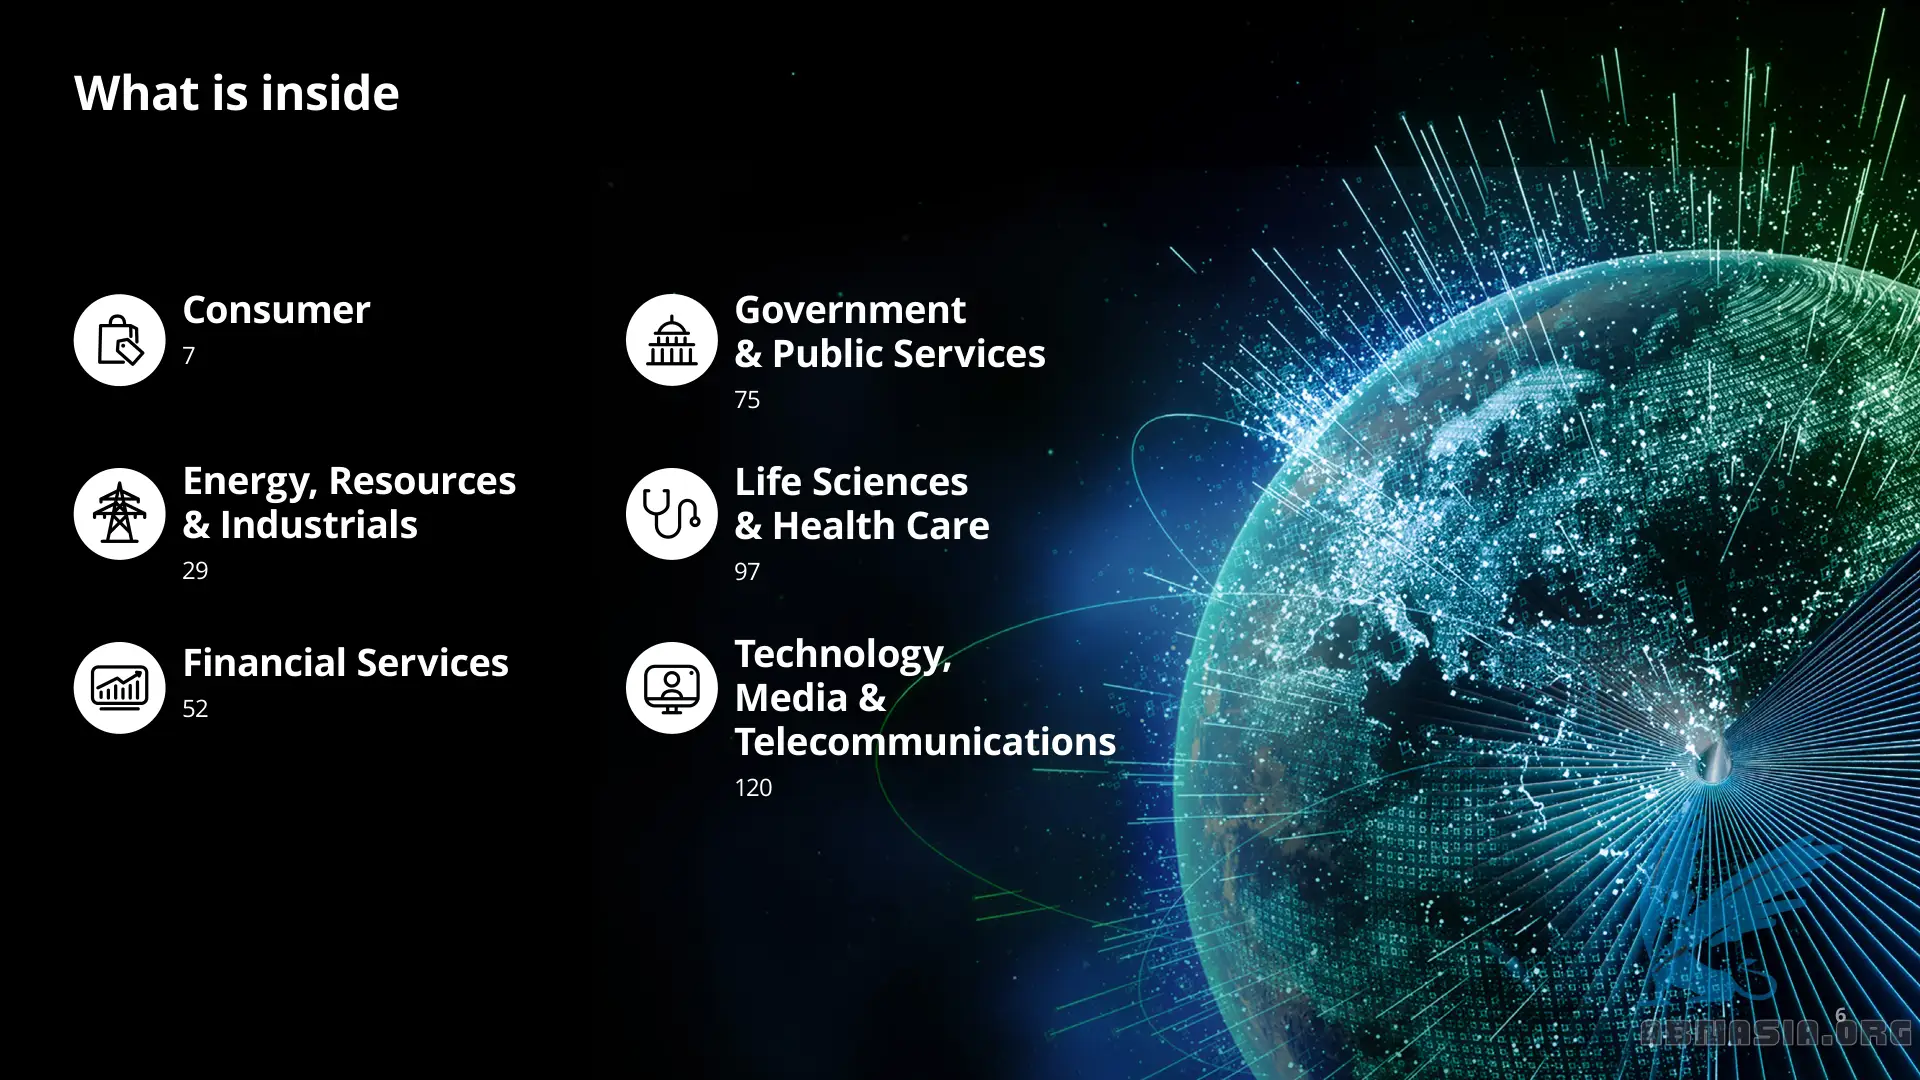 What is inside
Consumer
7
Energy, Resources
& Industrials
29
Financial Services
52
Government
& Public Services
75
Life Sciences
& Health Care
97
Technology,
Media &
Telecommunications
120
6
ABMASIA.ORG